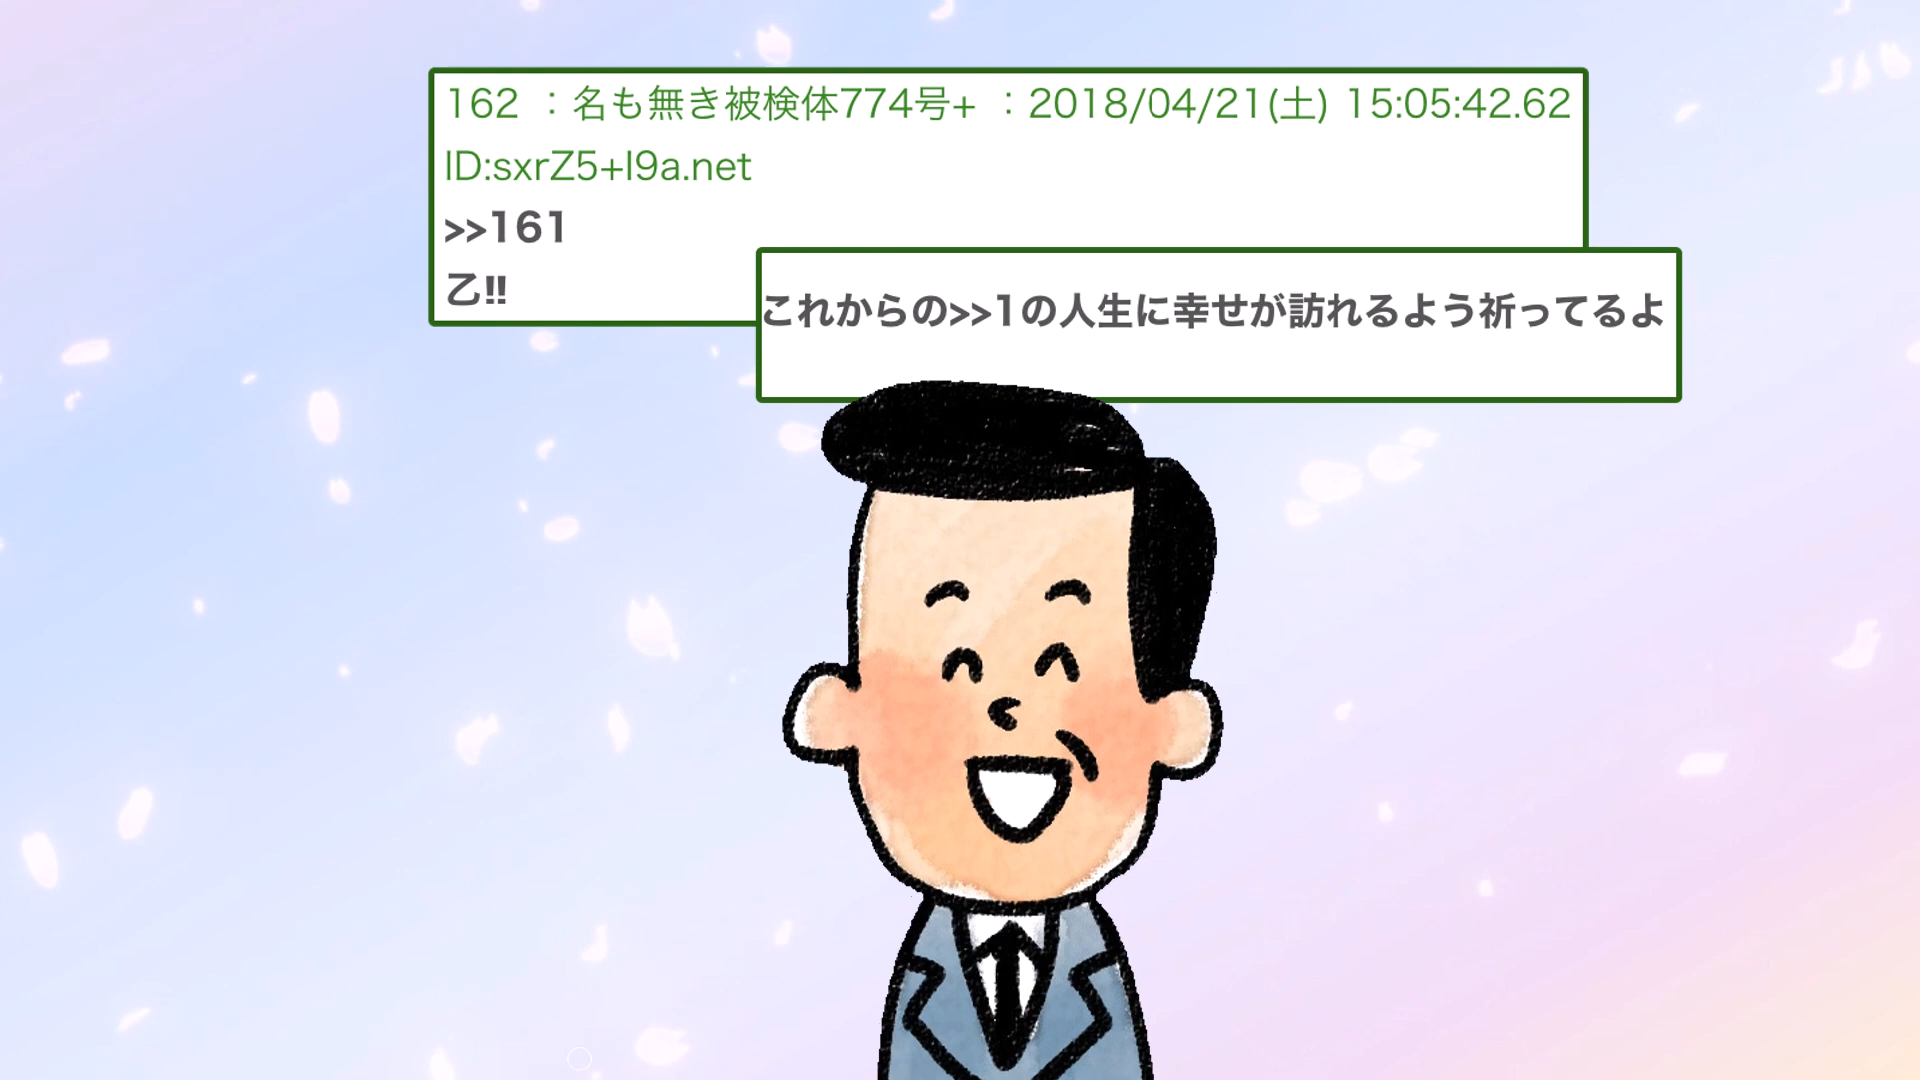 162 ：名も無き被検体774号+ ：2018/04/21(土) 15:05:42.62
ID:sxrZ5+I9a.net
>>161
乙!!
これからの>>1の人生に幸せが訪れるよう祈ってるよ